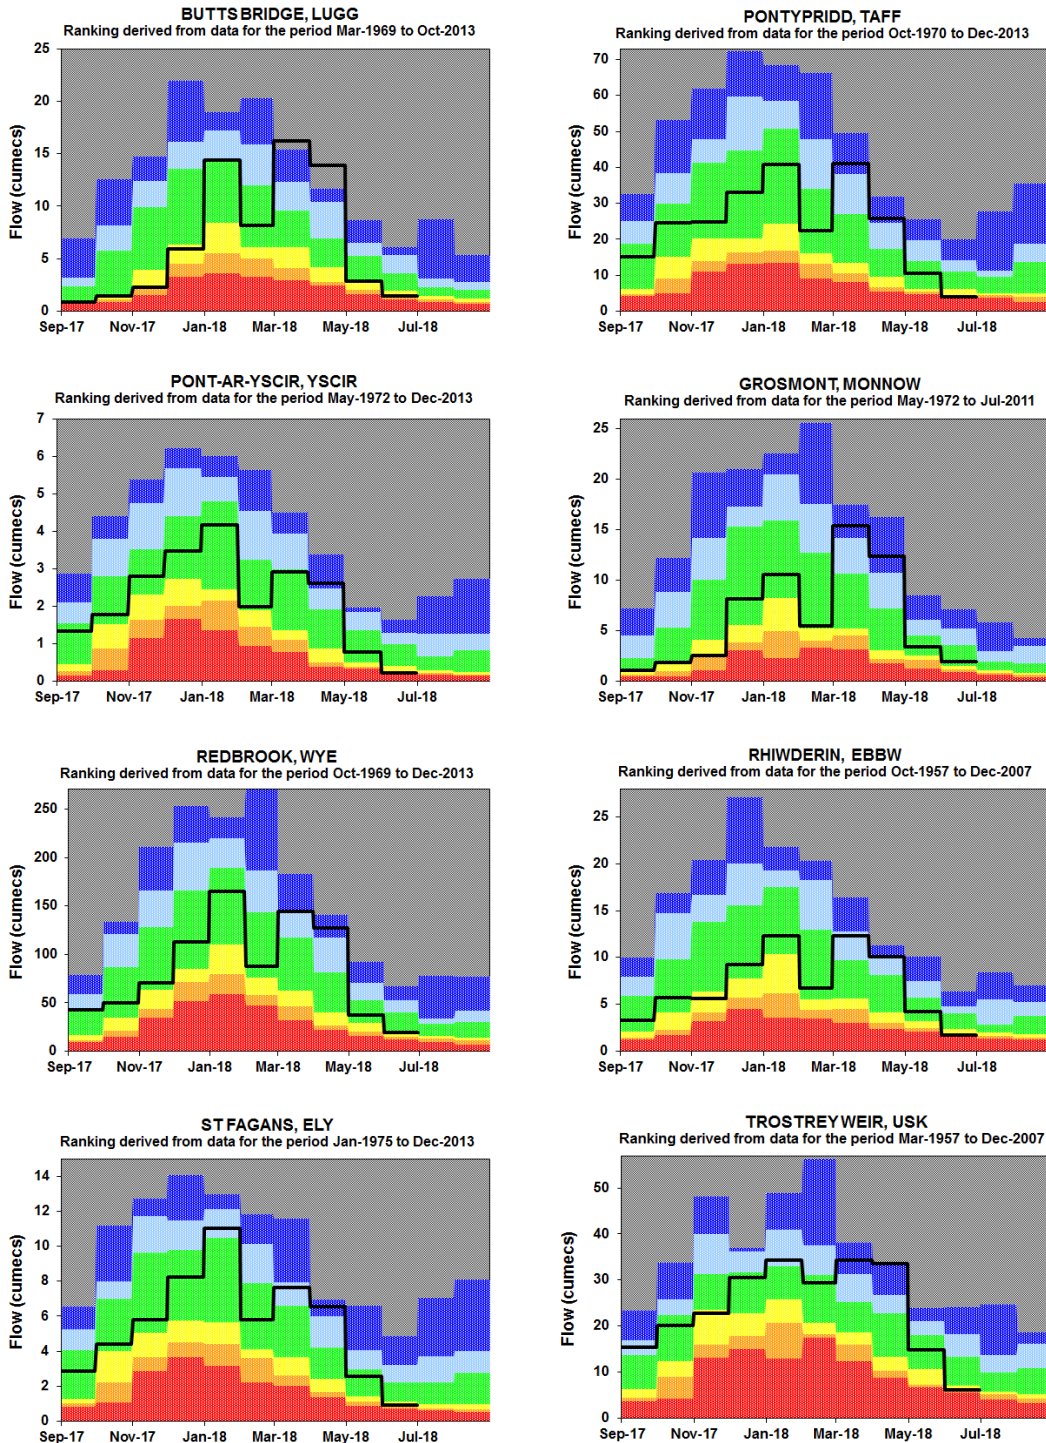 BUTTS BRIDGE, LUGG
Ranking derived from data for the period Mar-1969 to Oct-2013
Flow (cumecs)
25
20
15
10
5
0
Sep-17 Nov-17 Jan-18 Mar-18 May-18 Jul-18
PONTYPRIDD, TAFF
Ranking derived from data for the period Oct-1970 to Dec-2013
Flow (cumecs)
70
60
50
40
30
20
10
0
Sep-17 Nov-17 Jan-18 Mar-18 May-18 Jul-18
PONT-AR-YSCIR, YSCIR
Ranking derived from data for the period May-1972 to Dec-2013
Flow (cumecs)
7
6
5
4
3
2
1
0
Sep-17 Nov-17 Jan-18 Mar-18 May-18 Jul-18
GROSMONT, MONNOW
Ranking derived from data for the period May-1972 to Jul-2011
Flow (cumecs)
25
20
15
10
5
0
Sep-17 Nov-17 Jan-18 Mar-18 May-18 Jul-18
REDBROOK, WYE
Ranking derived from data for the period Oct-1969 to Dec-2013
Flow (cumecs)
250
200
150
100
50
0
Sep-17 Nov-17 Jan-18 Mar-18 May-18 Jul-18
RHIWDERIN, EBBW
Ranking derived from data for the period Oct-1957 to Dec-2007
Flow (cumecs)
25
20
15
10
5
0
Sep-17 Nov-17 Jan-18 Mar-18 May-18 Jul-18
ST FAGANS, ELY
Ranking derived from data for the period Jan-1975 to Dec-2013
Flow (cumecs)
14
12
10
8
6
4
2
0
Sep-17 Nov-17 Jan-18 Mar-18 May-18 Jul-18
TROSTREY WEIR, USK
Ranking derived from data for the period Mar-1957 to Dec-2007
Flow (cumecs)
50
40
30
20
10
0
Sep-17 Nov-17 Jan-18 Mar-18 May-18 Jul-18